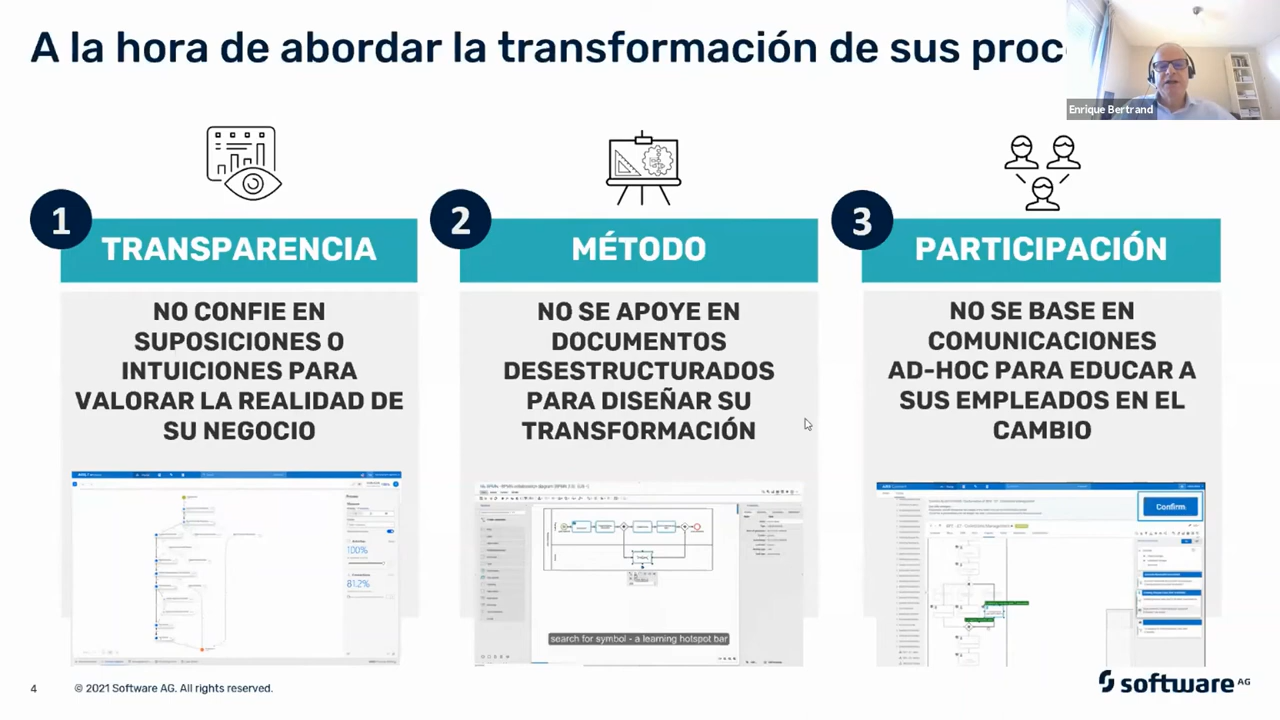 A la hora de abordar la transformación de sus proc
Enrique Bertrand
1
TRANSPARENCIA
NO CONFIE EN
SUPOSICIONES O
INTUICIONES PARA
VALORAR LA REALIDAD DE
SU NEGOCIO
100%
81.2%
2
MÉTODO
NO SE APOYE EN
DOCUMENTOS
DESESTRUCTURADOS
PARA DISEÑAR SU
TRANSFORMACIÓN
search for symbol - a learning hotspot bar
3
PARTICIPACIÓN
NO SE BASE EN
COMUNICACIONES
AD-HOC PARA EDUCAR A
SUS EMPLEADOS EN EL
CAMBIO
Confirm
4
© 2021 Software AG. All rights reserved.
software AG